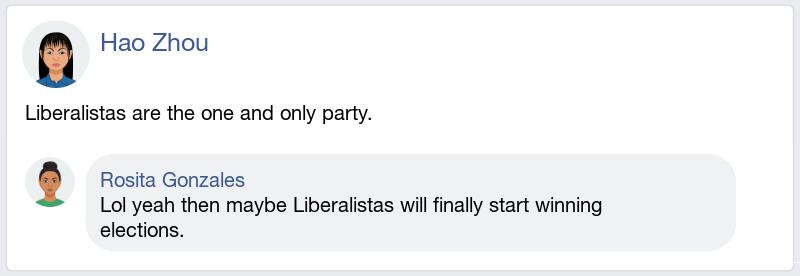 Hao Zhou
Liberalistas are the one and only party.
Rosita Gonzales
Lol yeah then maybe Liberalistas will finally start winning
elections.